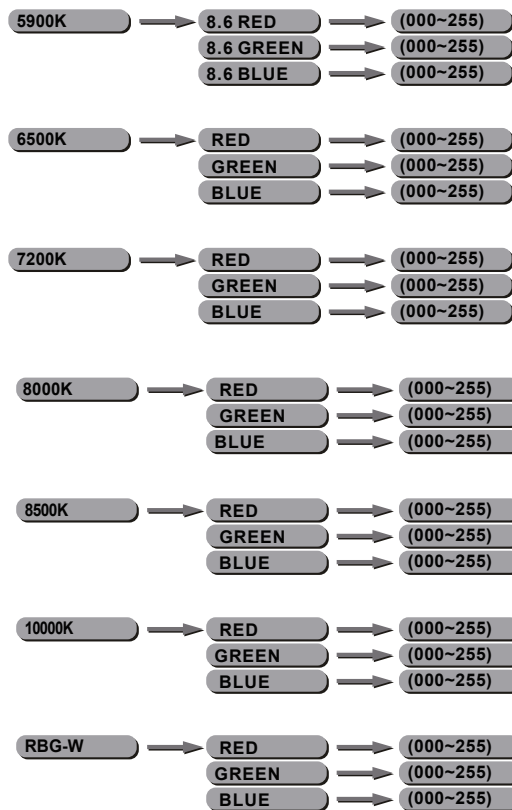 5900K 8.6 RED (000~255)
8.6 GREEN (000~255)
8.6 BLUE (000~255)
6500K RED (000~255)
GREEN (000~255)
BLUE (000~255)
7200K RED (000~255)
GREEN (000~255)
BLUE (000~255)
8000K RED (000~255)
GREEN (000~255)
BLUE (000~255)
8500K RED (000~255)
GREEN (000~255)
BLUE (000~255)
10000K RED (000~255)
GREEN (000~255)
BLUE (000~255)
RBG-W RED (000~255)
GREEN (000~255)
BLUE (000~255)